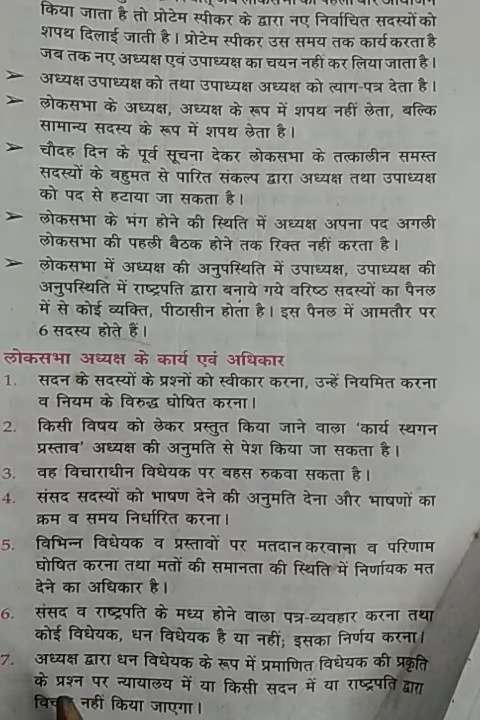 किया जाता है तो प्रोटेम स्पीकर के द्वारा नए निर्वाचित सदस्यों को
शपथ दिलाई जाती है। प्रोटेम स्पीकर उस समय तक कार्य करता है
जब तक नए अध्यक्ष एवं उपाध्यक्ष का चयन नहीं कर लिया जाता है।
➢ अध्यक्ष उपाध्यक्ष को तथा उपाध्यक्ष अध्यक्ष को त्याग-पत्र देता है।
➢ लोकसभा के अध्यक्ष, अध्यक्ष के रूप में शपथ नहीं लेता, बल्कि
सामान्य सदस्य के रूप में शपथ लेता है।
➢ चौदह दिन के पूर्व सूचना देकर लोकसभा के तत्कालीन समस्त
सदस्यों के बहुमत से पारित संकल्प द्वारा अध्यक्ष तथा उपाध्यक्ष
को पद से हटाया जा सकता है।
➢ लोकसभा के भंग होने की स्थिति में अध्यक्ष अपना पद अगली
लोकसभा की पहली बैठक होने तक रिक्त नहीं करता है।
➢ लोकसभा में अध्यक्ष की अनुपस्थिति में उपाध्यक्ष, उपाध्यक्ष की
अनुपस्थिति में राष्ट्रपति द्वारा बनाये गये वरिष्ठ सदस्यों का पैनल
में से कोई व्यक्ति, पीठासीन होता है। इस पैनल में आमतौर पर
6 सदस्य होते हैं।
लोकसभा अध्यक्ष के कार्य एवं अधिकार
1. सदन के सदस्यों के प्रश्नों को स्वीकार करना, उन्हें नियमित करना
व नियम के विरुद्ध घोषित करना।
2. किसी विषय को लेकर प्रस्तुत किया जाने वाला 'कार्य स्थगन
प्रस्ताव' अध्यक्ष की अनुमति से पेश किया जा सकता है।
3. वह विचाराधीन विधेयक पर बहस रुकवा सकता है।
4. संसद सदस्यों को भाषण देने की अनुमति देना और भाषणों का
क्रम व समय निर्धारित करना।
5. विभिन्न विधेयक व प्रस्तावों पर मतदान करवाना व परिणाम
घोषित करना तथा मतों की समानता की स्थिति में निर्णायक मत
देने का अधिकार है।
6. संसद व राष्ट्रपति के मध्य होने वाला पत्र-व्यवहार करना तथा
कोई विधेयक, धन विधेयक है या नहीं; इसका निर्णय करना।
7. अध्यक्ष द्वारा धन विधेयक के रूप में प्रमाणित विधेयक की प्रकृति
के प्रश्न पर न्यायालय में या किसी सदन में या राष्ट्रपति द्वारा
नहीं किया जाएगा।